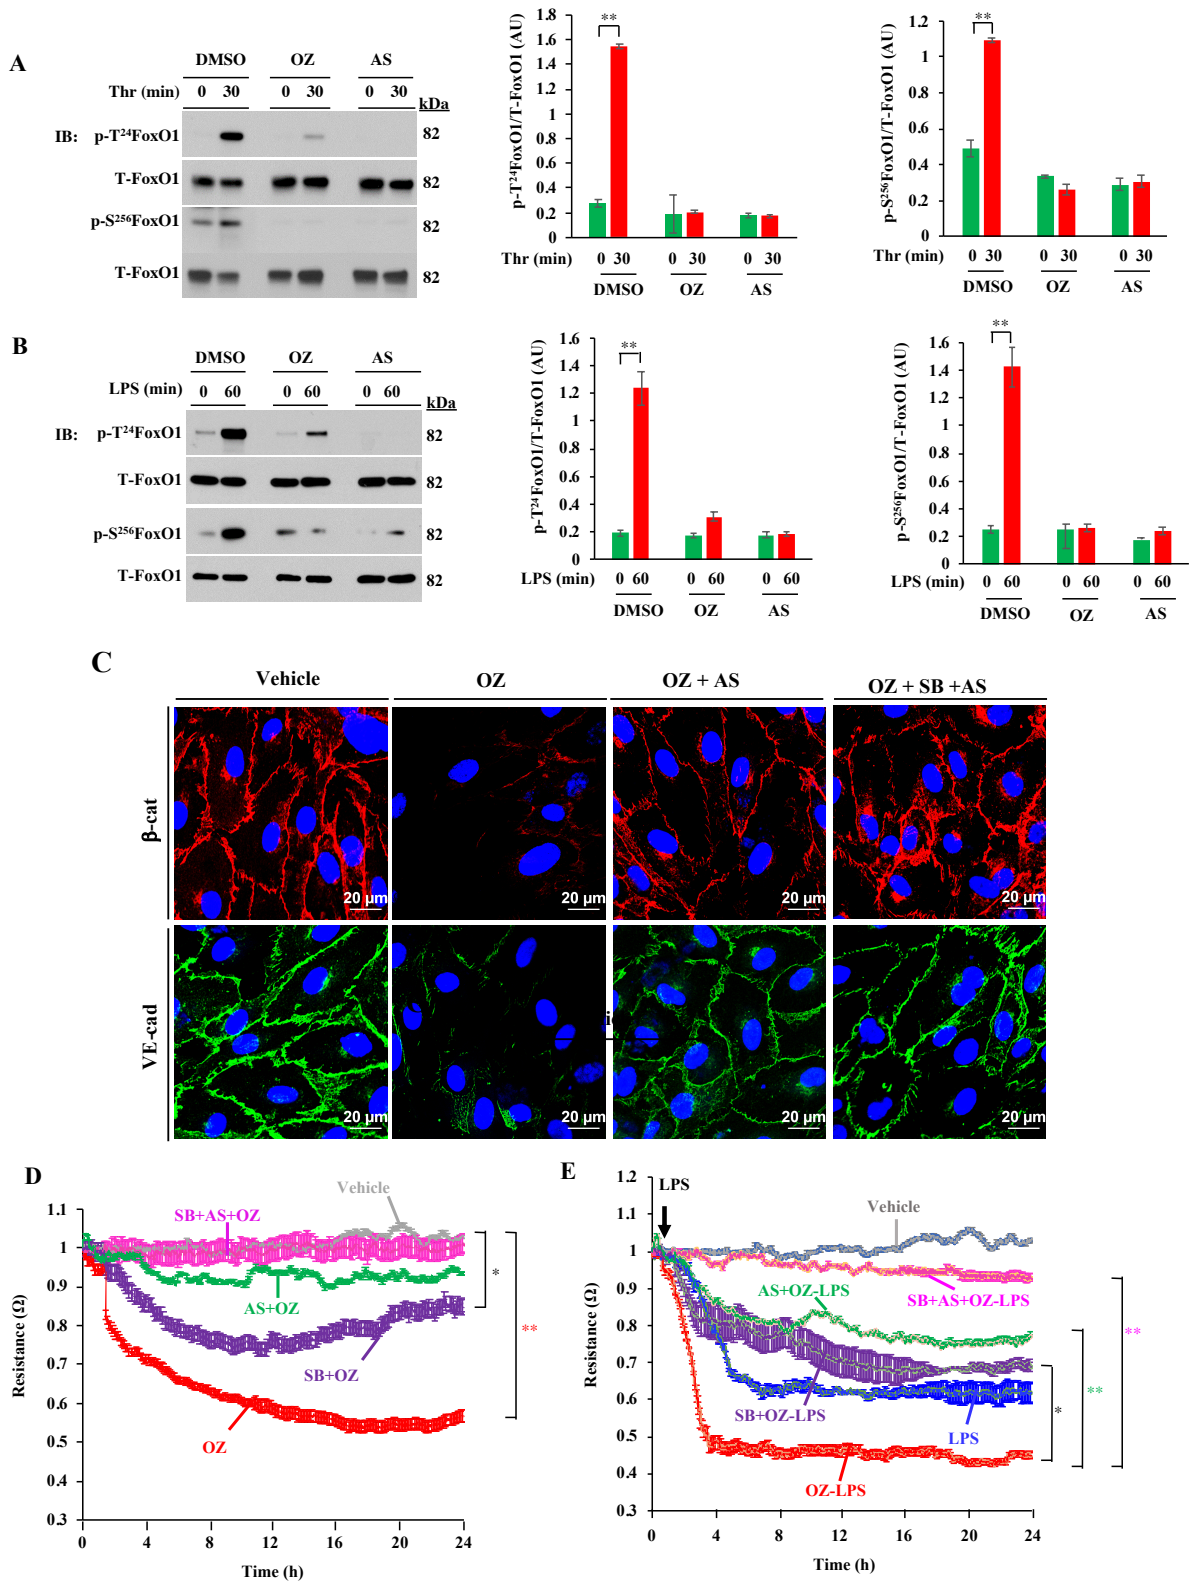 A
DMSO OZ AS
Thr (min) 0 30 0 30 0 30
kDa
IB: p-T²⁴FoxO1 82
T-FoxO1 82
p-S²⁵⁶FoxO1 82
T-FoxO1 82
p-T²⁴FoxO1/T-FoxO1 (AU)
1.8
1.6
1.4
1.2
1
0.8
0.6
0.4
0.2
0
**
Thr (min) 0 30 0 30 0 30
DMSO OZ AS
p-S²⁵⁶FoxO1/T-FoxO1 (AU)
1.2
1
0.8
0.6
0.4
0.2
0
**
Thr (min) 0 30 0 30 0 30
DMSO OZ AS
B
DMSO OZ AS
LPS (min) 0 60 0 60 0 60
kDa
IB: p-T²⁴FoxO1 82
T-FoxO1 82
p-S²⁵⁶FoxO1 82
T-FoxO1 82
p-T²⁴FoxO1/T-FoxO1 (AU)
1.6
1.4
1.2
1
0.8
0.6
0.4
0.2
0
**
LPS (min) 0 60 0 60 0 60
DMSO OZ AS
p-S²⁵⁶FoxO1/T-FoxO1 (AU)
1.6
1.4
1.2
1
0.8
0.6
0.4
0.2
0
**
LPS (min) 0 60 0 60 0 60
DMSO OZ AS
C
Vehicle OZ OZ + AS OZ + SB +AS
β-cat
20 µm 20 µm 20 µm 20 µm
VE-cad
20 µm 20 µm 20 µm 20 µm
D
Resistance (Ω)
1.1
1
0.9
0.8
0.7
0.6
0.5
0.4
0.3
Vehicle
SB+AS+OZ
AS+OZ
SB+OZ
OZ
*
**
0 4 8 12 16 20 24
Time (h)
E
Resistance (Ω)
1.2
1.1
1
0.9
0.8
0.7
0.6
0.5
0.4
0.3
LPS
Vehicle
AS+OZ-LPS
SB+AS+OZ-LPS
SB+OZ-LPS
LPS
OZ-LPS
*
**
**
0 4 8 12 16 20 24
Time (h)